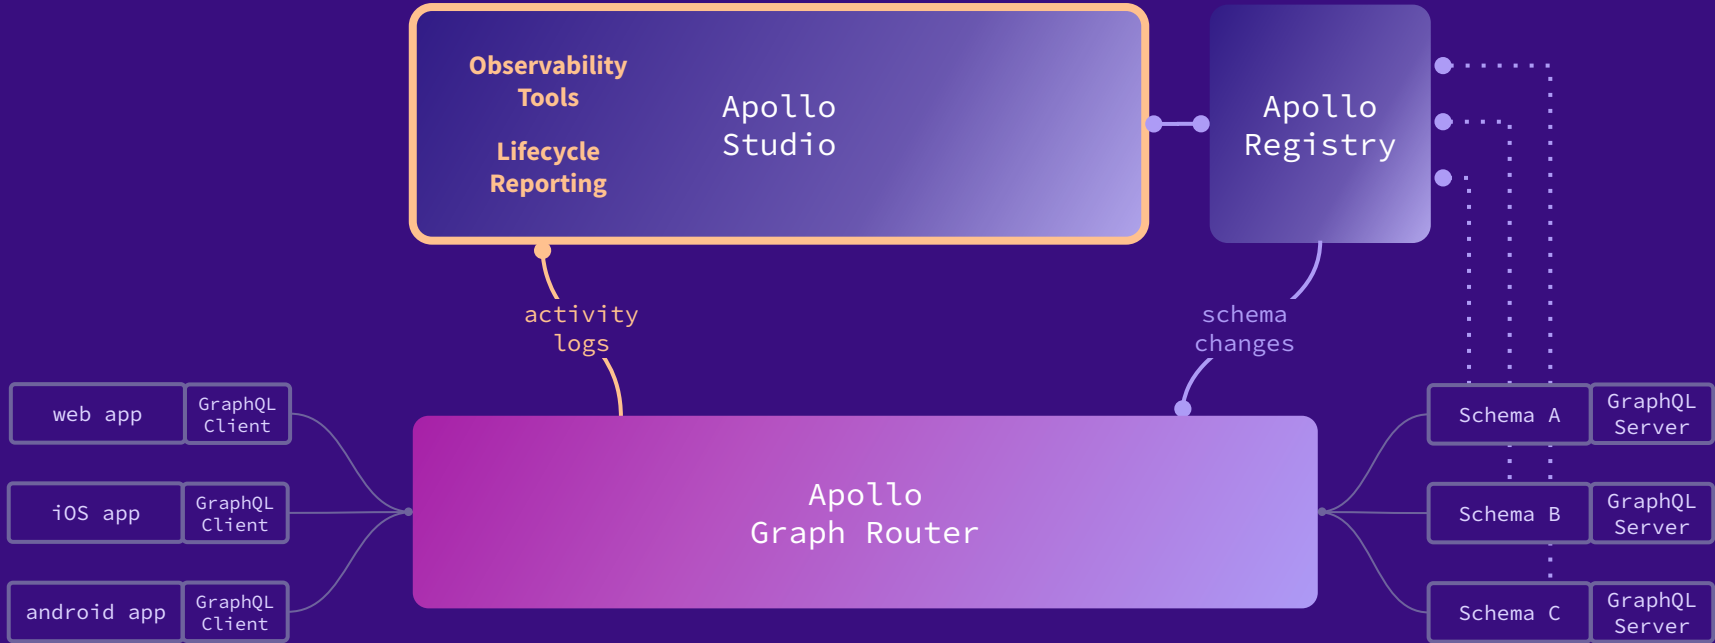 Observability
Tools
Lifecycle
Reporting
Apollo
Studio
Apollo
Registry
activity
logs
schema
changes
web app
GraphQL
Client
iOS app
GraphQL
Client
android app
GraphQL
Client
Apollo
Graph Router
Schema A
GraphQL
Server
Schema B
GraphQL
Server
Schema C
GraphQL
Server